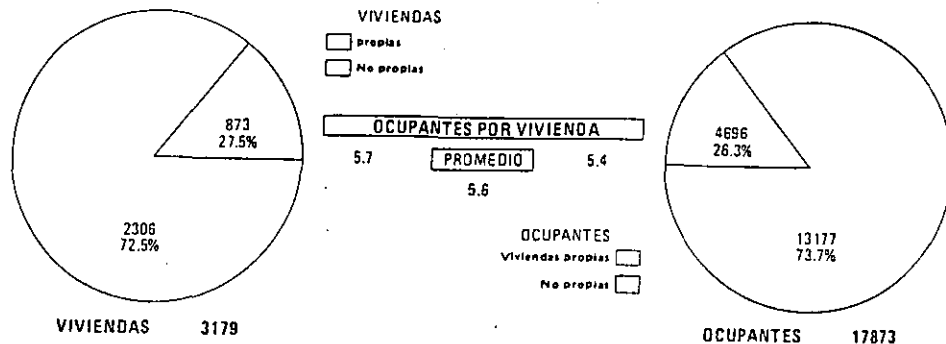 VIVIENDAS
propias
No propias
873
27.5%
2306
72.5%
VIVIENDAS 3179
OCUPANTES POR VIVIENDA
5.7 PROMEDIO 5.4
5.6
OCUPANTES
Viviendas propias
No propias
4696
26.3%
13177
73.7%
OCUPANTES 17873